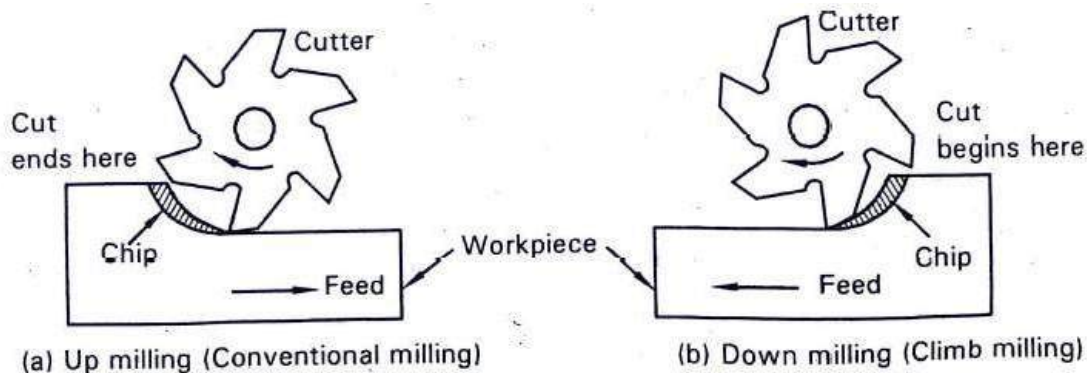 Cutter
Cut
ends here
Chip
Feed
Workpiece
(a) Up milling (Conventional milling)
Cutter
Cut
begins here
Chip
Feed
(b) Down milling (Climb milling)